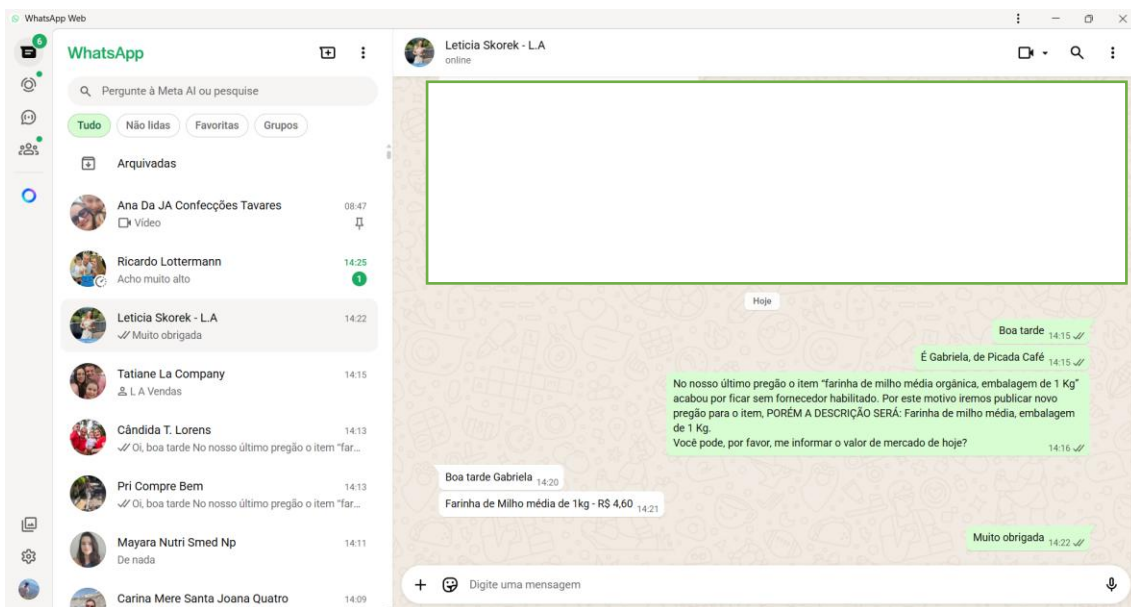 WhatsApp Web
6
WhatsApp
Pergunte à Meta AI ou pesquise
Tudo
Não lidas
Favoritas
Grupos
Arquivadas
Ana Da JA Confecções Tavares
08:47
Vídeo
Ricardo Lottermann
14:25
Acho muito alto
1
Leticia Skorek - L.A
14:22
Muito obrigada
Tatiane La Company
14:15
L A Vendas
Cândida T. Lorens
14:13
Oi, boa tarde No nosso último pregão o item “far...
Pri Compre Bem
14:13
Oi, boa tarde No nosso último pregão o item “far...
Mayara Nutri Smed Np
14:11
De nada
Carina Mere Santa Joana Quatro
14:09
Leticia Skorek - L.A
online
Hoje
Boa tarde 14:15
É Gabriela, de Picada Café 14:15
No nosso último pregão o item “farinha de milho média orgânica, embalagem de 1 Kg”
acabou por ficar sem fornecedor habilitado. Por este motivo iremos publicar novo
pregão para o item, PORÉM A DESCRIÇÃO SERÁ: Farinha de milho média, embalagem
de 1 Kg.
Você pode, por favor, me informar o valor de mercado de hoje?
14:16
Boa tarde Gabriela 14:20
Farinha de Milho média de 1kg - R$ 4,60 14:21
Muito obrigada 14:22
Digite uma mensagem